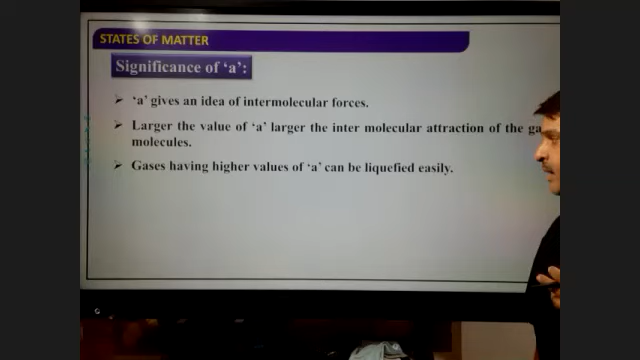 STATES OF MATTER
Significance of ‘a’:
➢ ‘a’ gives an idea of intermolecular forces.
➢ Larger the value of ‘a’ larger the inter molecular attraction of the
molecules.
➢ Gases having higher values of ‘a’ can be liquefied easily.